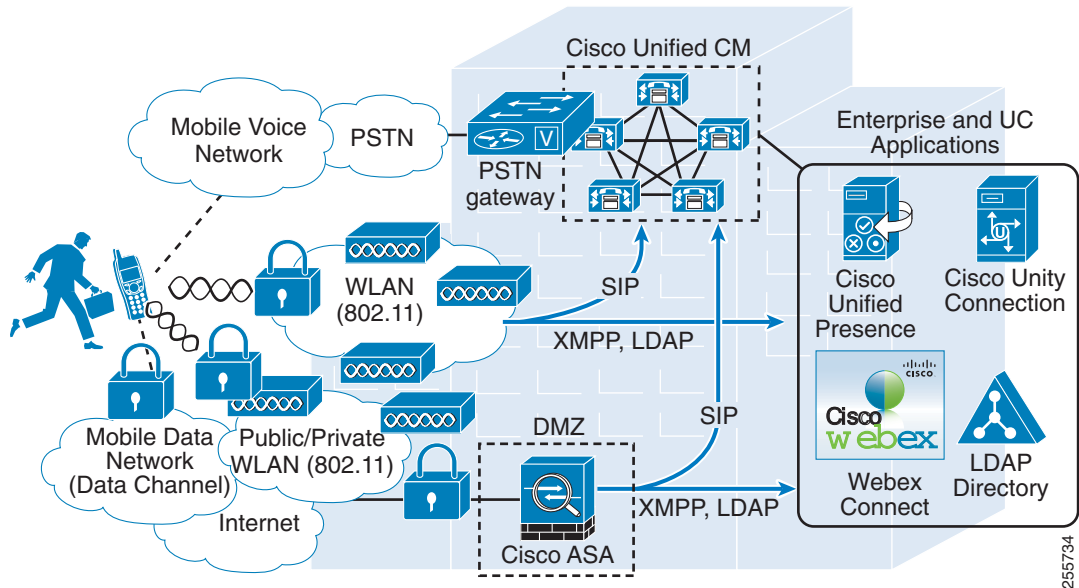 Cisco Unified CM
Mobile Voice
Network
PSTN
V
PSTN
gateway
Enterprise and UC
Applications
Cisco
Unified
Presence
U
Cisco Unity
Connection
WLAN
(802.11)
SIP
XMPP, LDAP
Mobile Data
Network
(Data Channel)
Public/Private
WLAN (802.11)
Internet
DMZ
Cisco ASA
SIP
XMPP, LDAP
CISCO
Cisco
webex
Webex
Connect
LDAP
Directory
255734